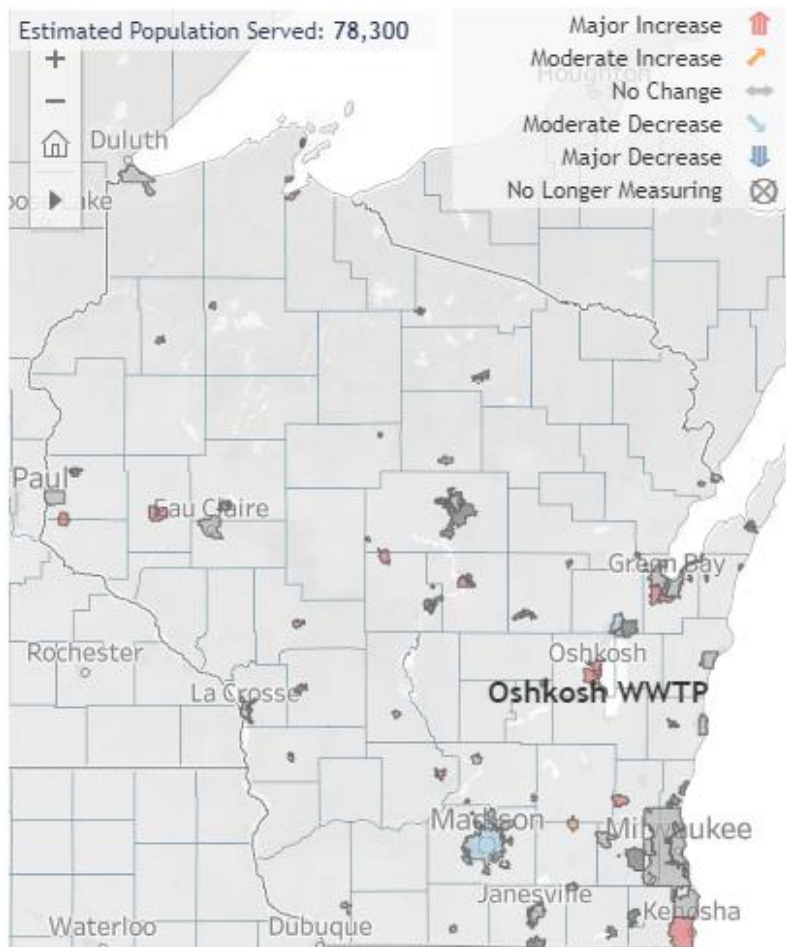 Estimated Population Served: 78,300
Major Increase
Moderate Increase
Houghton
No Change
Moderate Decrease
Major Decrease
No Longer Measuring
+
−
Duluth
Paul
Eau Claire
Green Bay
Rochester
Oshkosh
La Crosse
Oshkosh WWTP
Madison
Milwaukee
Janesville
Kenosha
Waterloo
Dubuque